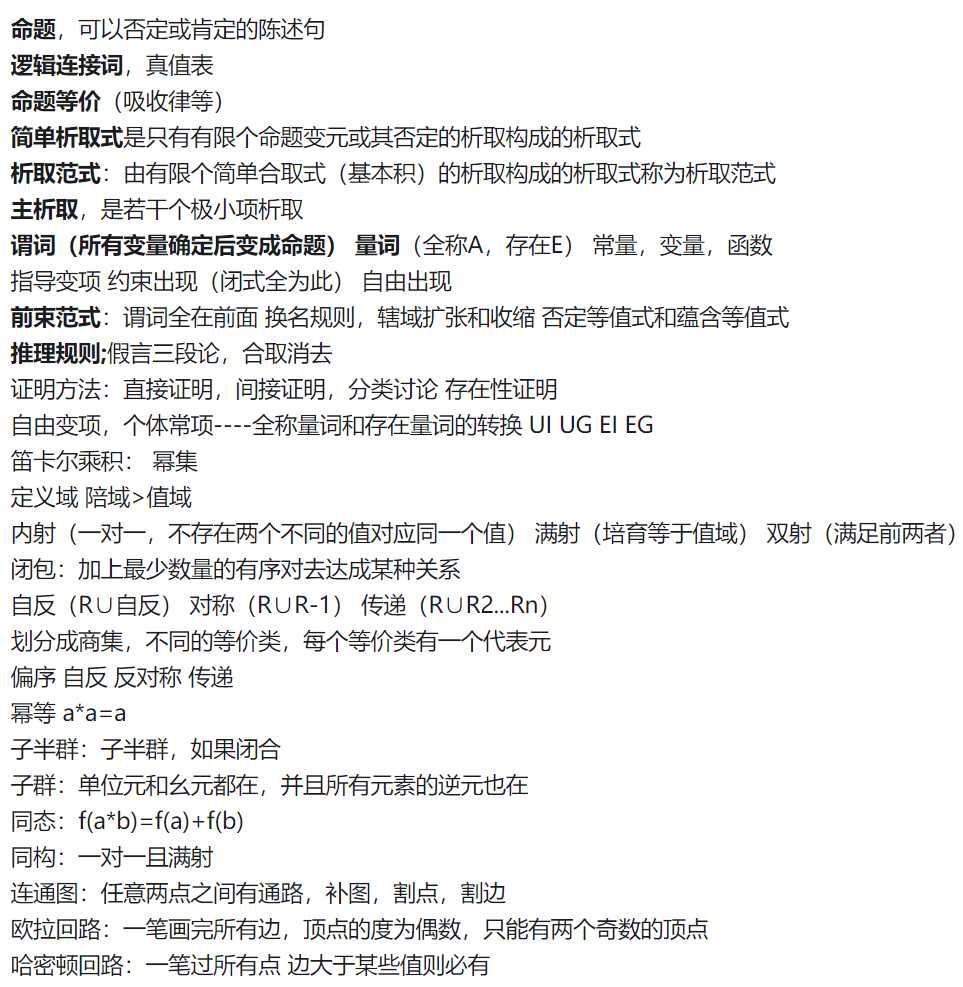 命题，可以否定或肯定的陈述句
逻辑连接词，真值表
命题等价（吸收律等）
简单析取式是只有有限个命题变元或其否定的析取构成的析取式
析取范式：由有限个简单合取式（基本积）的析取构成的析取式称为析取范式
主析取，是若干个极小项析取
谓词（所有变量确定后变成命题） 量词（全称A，存在E） 常量，变量，函数
指导变项 约束出现（闭式全为此） 自由出现
前束范式：谓词全在前面 换名规则，辖域扩张和收缩 否定等值式和蕴含等值式
推理规则;假言三段论，合取消去
证明方法：直接证明，间接证明，分类讨论 存在性证明
自由变项，个体常项----全称量词和存在量词的转换 UI UG EI EG
笛卡尔乘积： 幂集
定义域 陪域>值域
内射（一对一，不存在两个不同的值对应同一个值） 满射（培育等于值域） 双射（满足前两者）
闭包：加上最少数量的有序对去达成某种关系
自反（R∪自反） 对称（R∪R-1） 传递（R∪R2...Rn）
划分成商集，不同的等价类，每个等价类有一个代表元
偏序 自反 反对称 传递
幂等 a*a=a
子半群：子半群，如果闭合
子群：单位元和幺元都在，并且所有元素的逆元也在
同态：f(a*b)=f(a)+f(b)
同构：一对一且满射
连通图：任意两点之间有通路，补图，割点，割边
欧拉回路：一笔画完所有边，顶点的度为偶数，只能有两个奇数的顶点
哈密顿回路：一笔过所有点 边大于某些值则必有